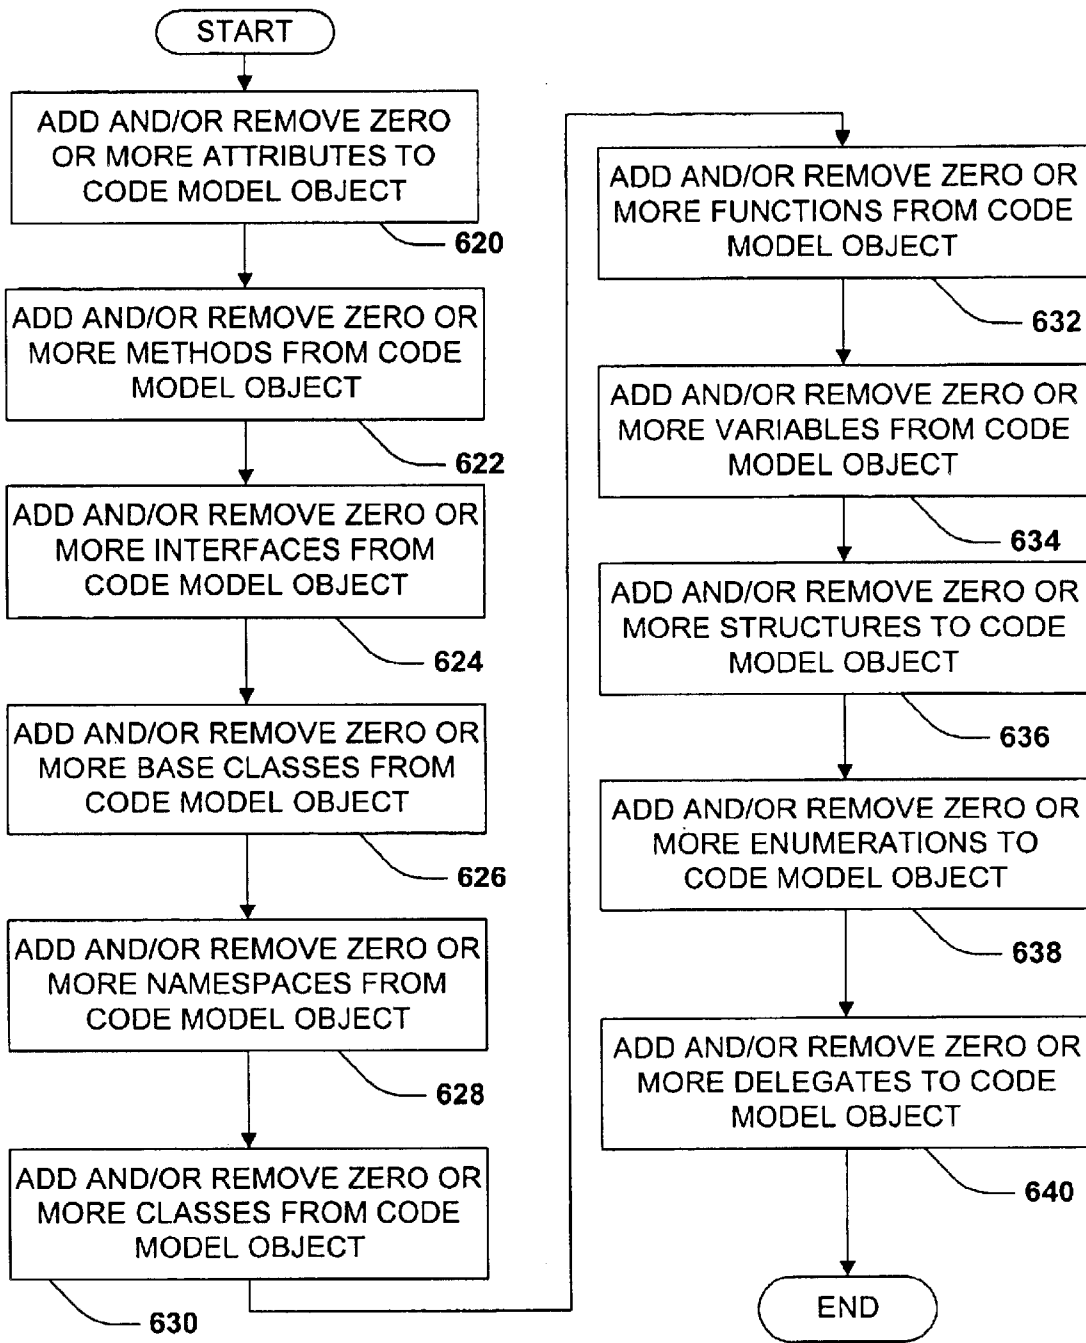 START
ADD AND/OR REMOVE ZERO
OR MORE ATTRIBUTES TO
CODE MODEL OBJECT
620
ADD AND/OR REMOVE ZERO OR
MORE METHODS FROM CODE
MODEL OBJECT
622
ADD AND/OR REMOVE ZERO OR
MORE INTERFACES FROM
CODE MODEL OBJECT
624
ADD AND/OR REMOVE ZERO OR
MORE BASE CLASSES FROM
CODE MODEL OBJECT
626
ADD AND/OR REMOVE ZERO OR
MORE NAMESPACES FROM
CODE MODEL OBJECT
628
ADD AND/OR REMOVE ZERO OR
MORE CLASSES FROM CODE
MODEL OBJECT
630
ADD AND/OR REMOVE ZERO OR
MORE FUNCTIONS FROM CODE
MODEL OBJECT
632
ADD AND/OR REMOVE ZERO OR
MORE VARIABLES FROM CODE
MODEL OBJECT
634
ADD AND/OR REMOVE ZERO OR
MORE STRUCTURES TO CODE
MODEL OBJECT
636
ADD AND/OR REMOVE ZERO OR
MORE ENUMERATIONS TO
CODE MODEL OBJECT
638
ADD AND/OR REMOVE ZERO OR
MORE DELEGATES TO CODE
MODEL OBJECT
640
END